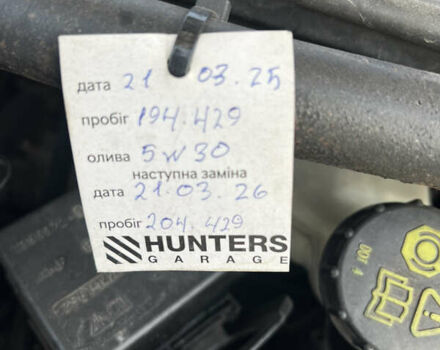 дата 21 03.25
пробіг 194.429
олива 5w30
наступна заміна
дата 21.03.26
пробіг 204.429
HUNTERS
GARAGE
DOT 4